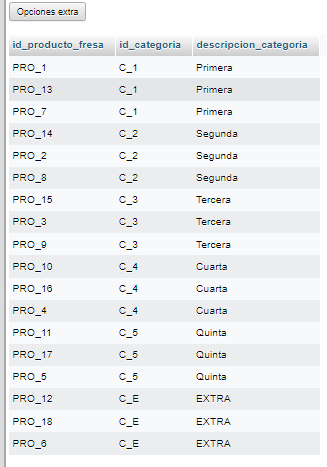 Opciones extra
id_producto_fresa id_categoria descripcion_categoria
PRO_1 C_1 Primera
PRO_13 C_1 Primera
PRO_7 C_1 Primera
PRO_14 C_2 Segunda
PRO_2 C_2 Segunda
PRO_8 C_2 Segunda
PRO_15 C_3 Tercera
PRO_3 C_3 Tercera
PRO_9 C_3 Tercera
PRO_10 C_4 Cuarta
PRO_16 C_4 Cuarta
PRO_4 C_4 Cuarta
PRO_11 C_5 Quinta
PRO_17 C_5 Quinta
PRO_5 C_5 Quinta
PRO_12 C_E EXTRA
PRO_18 C_E EXTRA
PRO_6 C_E EXTRA